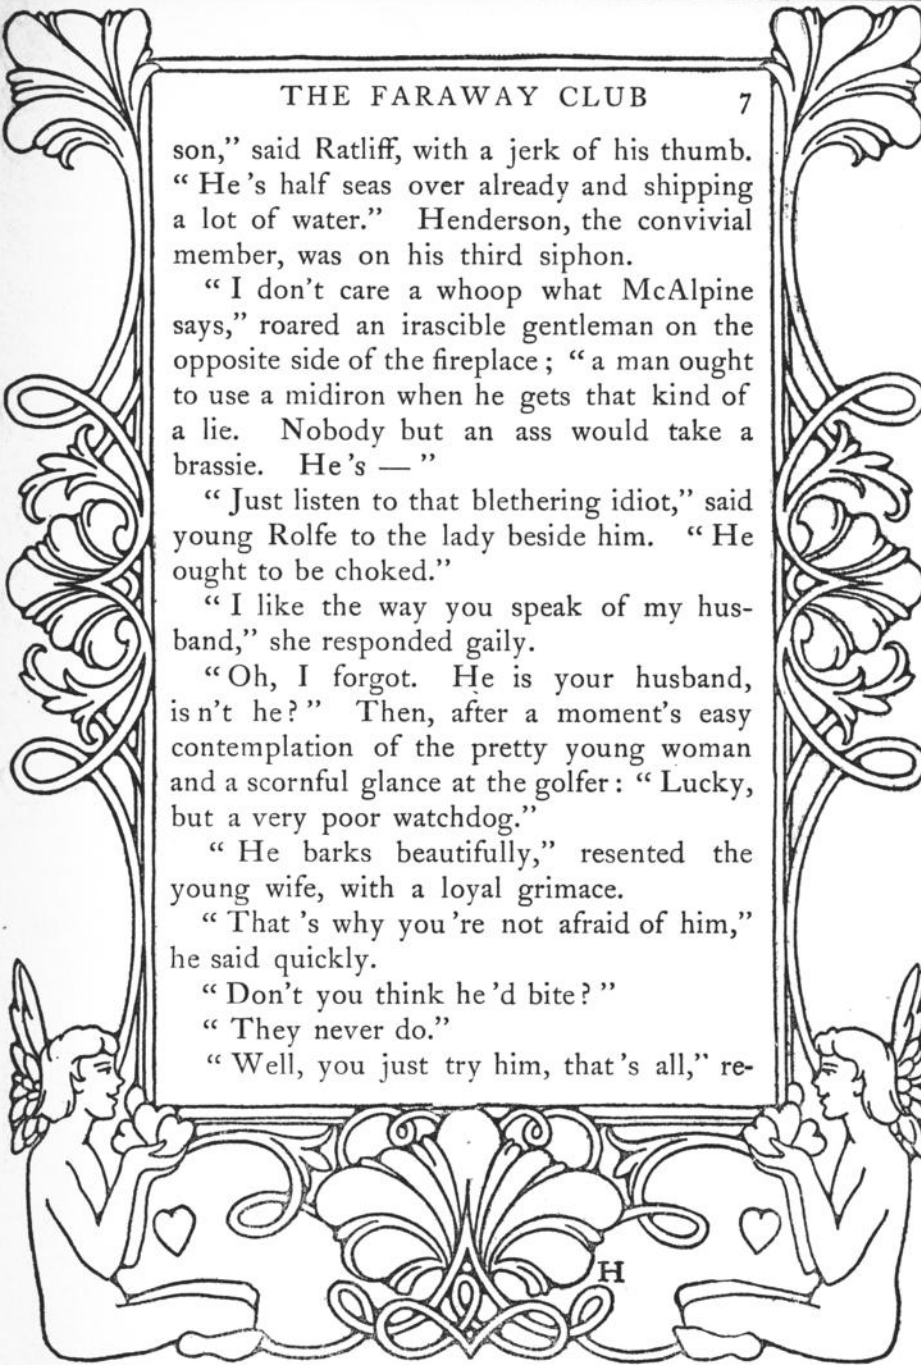 THE FARAWAY CLUB 7
son," said Ratliff, with a jerk of his thumb.
"He's half seas over already and shipping
a lot of water." Henderson, the convivial
member, was on his third siphon.
"I don't care a whoop what McAlpine
says," roared an irascible gentleman on the
opposite side of the fireplace; "a man ought
to use a midiron when he gets that kind of
a lie. Nobody but an ass would take a
brassie. He's — "
"Just listen to that blethering idiot," said
young Rolfe to the lady beside him. "He
ought to be choked."
"I like the way you speak of my hus-
band," she responded gaily.
"Oh, I forgot. He is your husband,
is n't he?" Then, after a moment's easy
contemplation of the pretty young woman
and a scornful glance at the golfer: "Lucky,
but a very poor watchdog."
"He barks beautifully," resented the
young wife, with a loyal grimace.
"That's why you're not afraid of him,"
he said quickly.
"Don't you think he'd bite?"
"They never do."
"Well, you just try him, that's all," re-
H